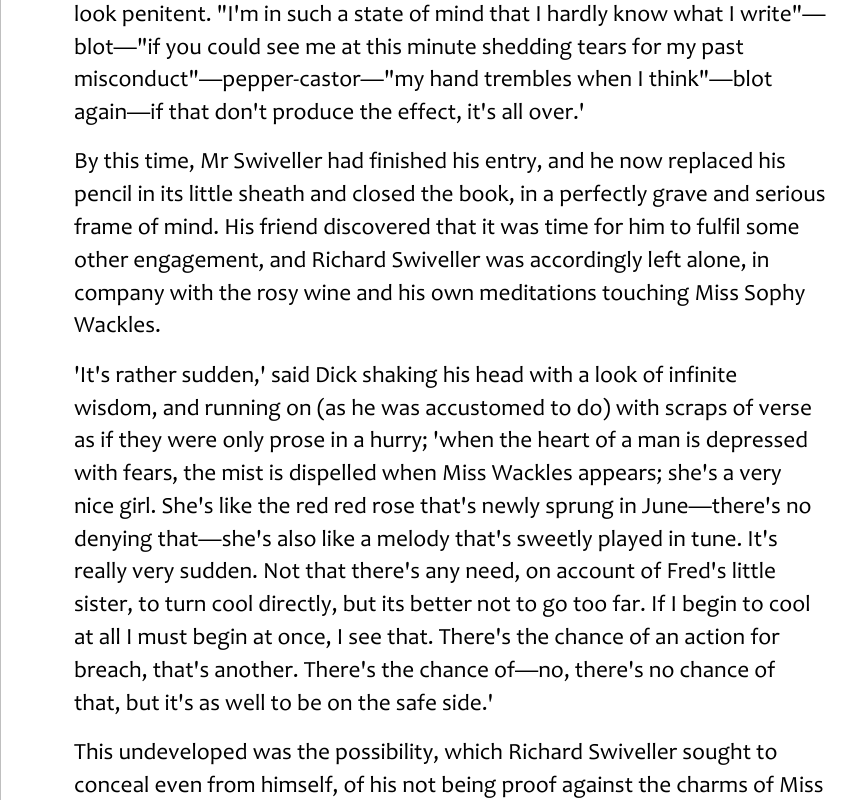 look penitent. "I'm in such a state of mind that I hardly know what I write"—
blot—"if you could see me at this minute shedding tears for my past
misconduct"—pepper-castor—"my hand trembles when I think"—blot
again—if that don't produce the effect, it's all over.'
By this time, Mr Swiveller had finished his entry, and he now replaced his
pencil in its little sheath and closed the book, in a perfectly grave and serious
frame of mind. His friend discovered that it was time for him to fulfil some
other engagement, and Richard Swiveller was accordingly left alone, in
company with the rosy wine and his own meditations touching Miss Sophy
Wackles.
'It's rather sudden,' said Dick shaking his head with a look of infinite
wisdom, and running on (as he was accustomed to do) with scraps of verse
as if they were only prose in a hurry; 'when the heart of a man is depressed
with fears, the mist is dispelled when Miss Wackles appears; she's a very
nice girl. She's like the red red rose that's newly sprung in June—there's no
denying that—she's also like a melody that's sweetly played in tune. It's
really very sudden. Not that there's any need, on account of Fred's little
sister, to turn cool directly, but its better not to go too far. If I begin to cool
at all I must begin at once, I see that. There's the chance of an action for
breach, that's another. There's the chance of—no, there's no chance of
that, but it's as well to be on the safe side.'
This undeveloped was the possibility, which Richard Swiveller sought to
conceal even from himself, of his not being proof against the charms of Miss